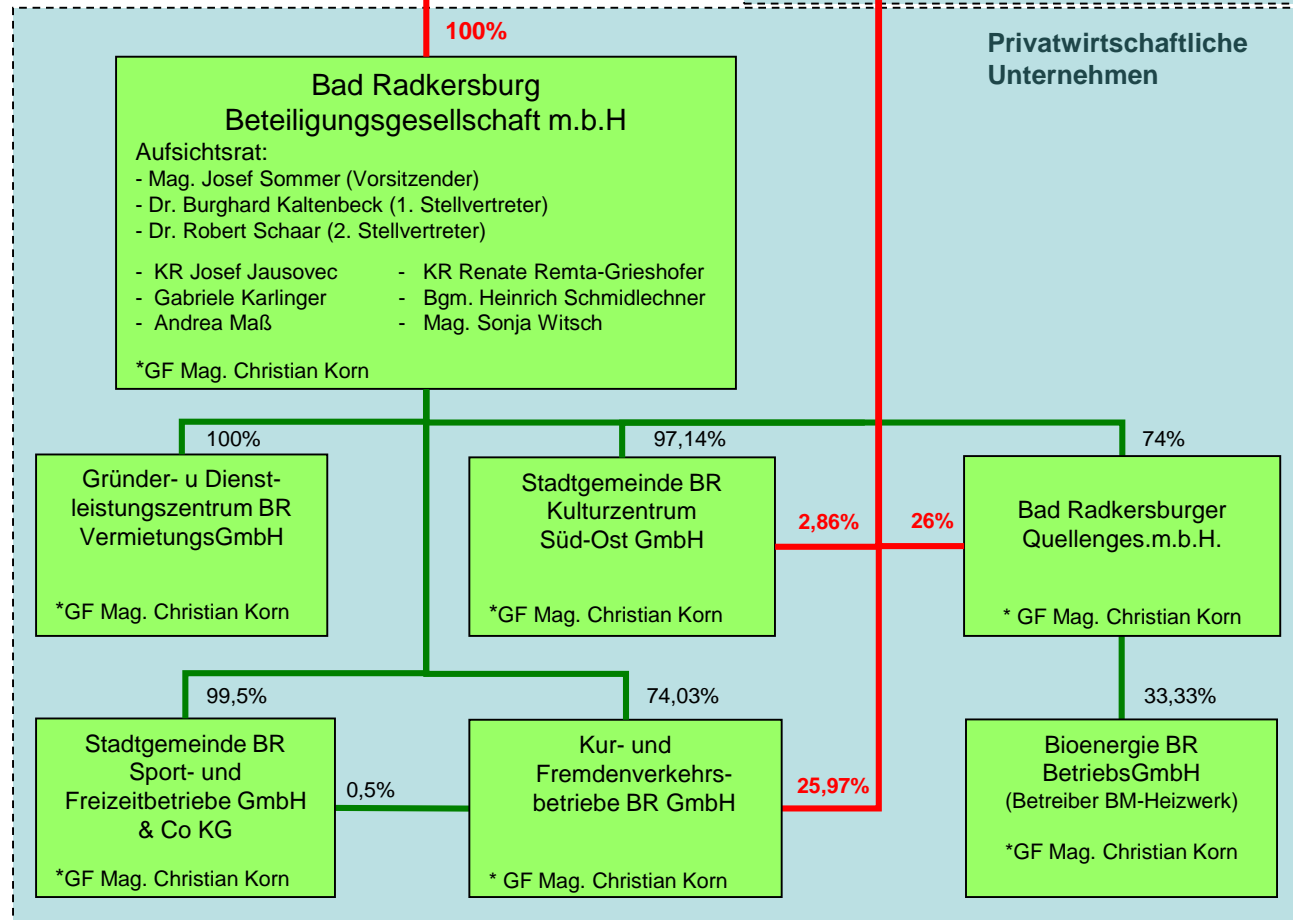 100%
Privatwirtschaftliche
Unternehmen
Bad Radkersburg
Beteiligungsgesellschaft m.b.H
Aufsichtsrat:
- Mag. Josef Sommer (Vorsitzender)
- Dr. Burghard Kaltenbeck (1. Stellvertreter)
- Dr. Robert Schaar (2. Stellvertreter)
- KR Josef Jausovec
- Gabriele Karlinger
- Andrea Maß
- KR Renate Remta-Grieshofer
- Bgm. Heinrich Schmidlechner
- Mag. Sonja Witsch
*GF Mag. Christian Korn
100%
Gründer- u Dienst-
leistungszentrum BR
VermietungsGmbH
*GF Mag. Christian Korn
97,14%
Stadtgemeinde BR
Kulturzentrum
Süd-Ost GmbH
*GF Mag. Christian Korn
2,86%
26%
74%
Bad Radkersburger
Quellenges.m.b.H.
* GF Mag. Christian Korn
99,5%
Stadtgemeinde BR
Sport- und
Freizeitbetriebe GmbH
& Co KG
*GF Mag. Christian Korn
0,5%
74,03%
Kur- und
Fremdenverkehrs-
betriebe BR GmbH
* GF Mag. Christian Korn
25,97%
33,33%
Bioenergie BR
BetriebsGmbH
(Betreiber BM-Heizwerk)
*GF Mag. Christian Korn